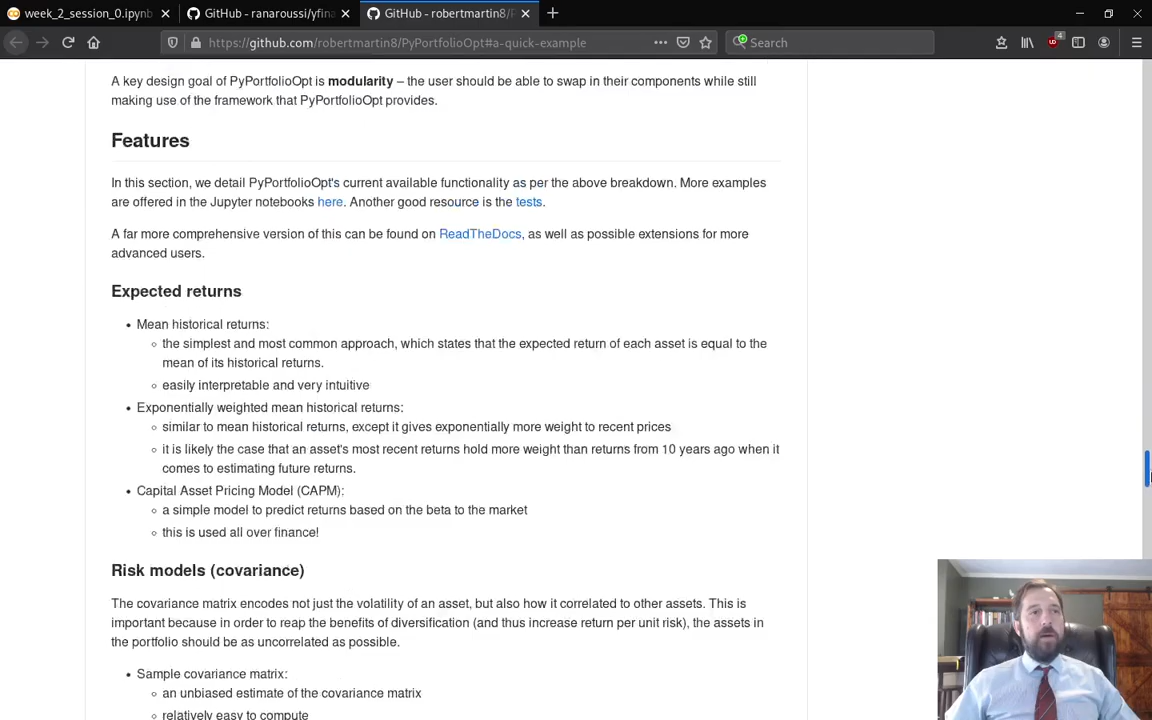 week_2_session_0.ipynb
GitHub - ranaroussi/yfina
GitHub - robertmartin8/P
https://github.com/robertmartin8/PyPortfolioOpt#a-quick-example
Search
4
A key design goal of PyPortfolioOpt is modularity – the user should be able to swap in their components while still
making use of the framework that PyPortfolioOpt provides.
Features
In this section, we detail PyPortfolioOpt's current available functionality as per the above breakdown. More examples
are offered in the Jupyter notebooks here. Another good resource is the tests.
A far more comprehensive version of this can be found on ReadTheDocs, as well as possible extensions for more
advanced users.
Expected returns
• Mean historical returns:
◦ the simplest and most common approach, which states that the expected return of each asset is equal to the
mean of its historical returns.
◦ easily interpretable and very intuitive
• Exponentially weighted mean historical returns:
◦ similar to mean historical returns, except it gives exponentially more weight to recent prices
◦ it is likely the case that an asset's most recent returns hold more weight than returns from 10 years ago when it
comes to estimating future returns.
• Capital Asset Pricing Model (CAPM):
◦ a simple model to predict returns based on the beta to the market
◦ this is used all over finance!
Risk models (covariance)
The covariance matrix encodes not just the volatility of an asset, but also how it correlated to other assets. This is
important because in order to reap the benefits of diversification (and thus increase return per unit risk), the assets in
the portfolio should be as uncorrelated as possible.
• Sample covariance matrix:
◦ an unbiased estimate of the covariance matrix
◦ relatively easy to compute